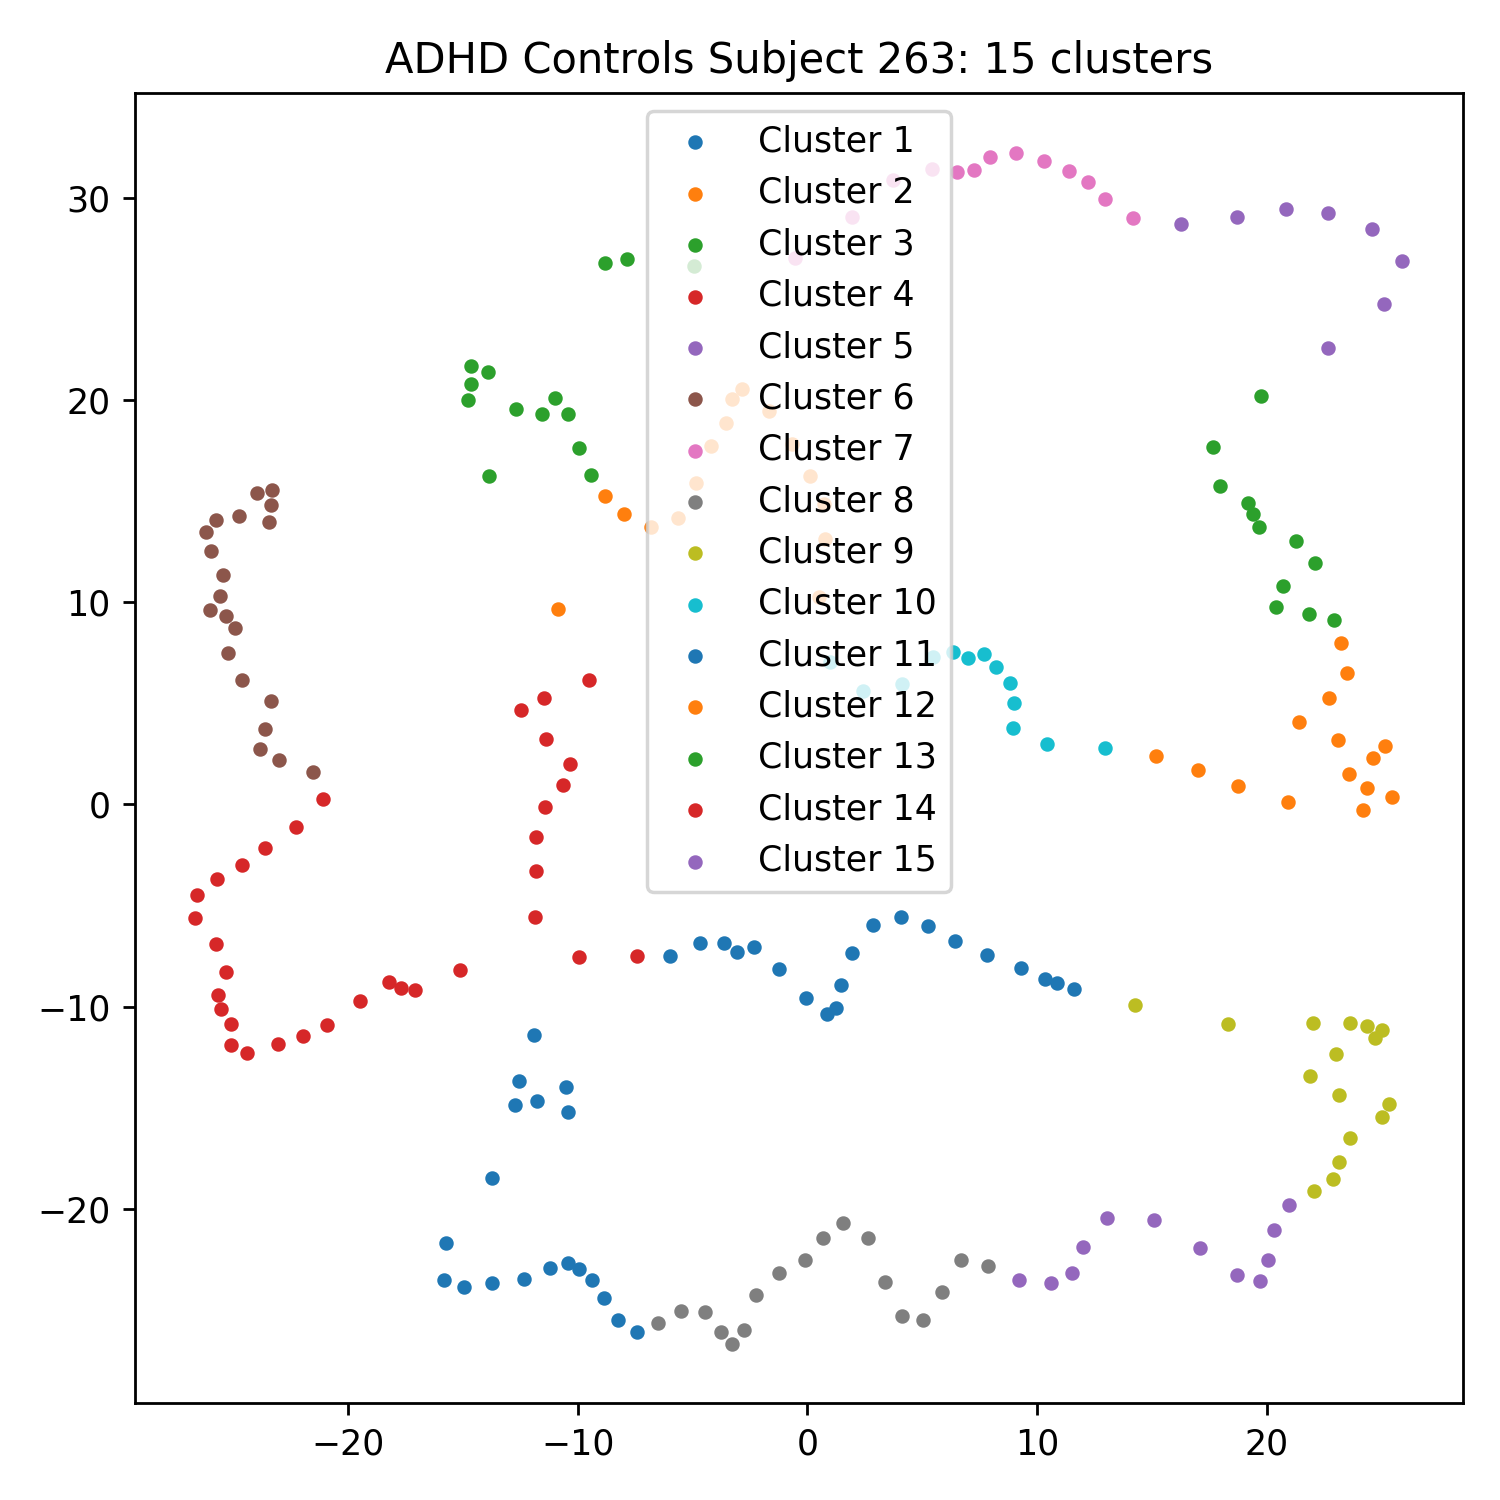 ADHD Controls Subject 263: 15 clusters
Cluster 1
Cluster 2
Cluster 3
Cluster 4
Cluster 5
Cluster 6
Cluster 7
Cluster 8
Cluster 9
Cluster 10
Cluster 11
Cluster 12
Cluster 13
Cluster 14
Cluster 15
30
20
10
0
−10
−20
−20 −10 0 10 20